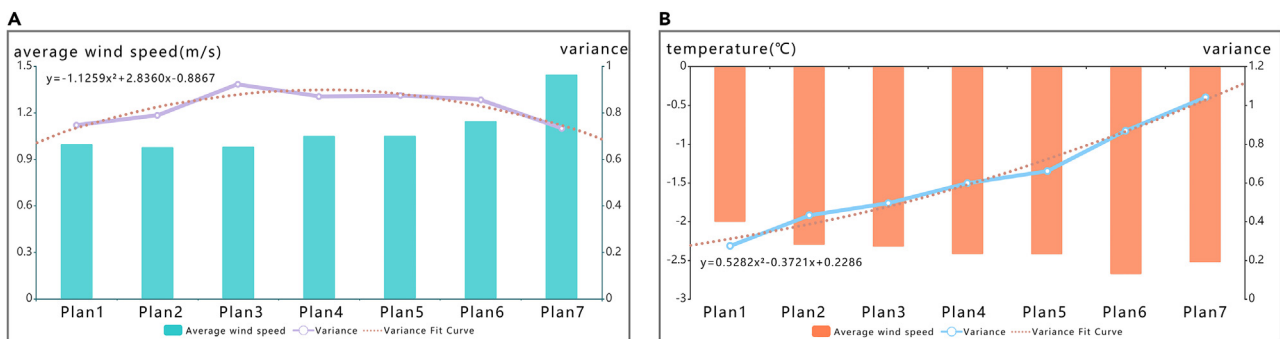 A
average wind speed(m/s)
variance
y=-1.1259x²+2.8360x-0.8867
1.5
1.2
0.9
0.6
0.3
0
1
0.8
0.6
0.4
0.2
0
Plan1 Plan2 Plan3 Plan4 Plan5 Plan6 Plan7
Average wind speed Variance Variance Fit Curve
B
temperature(℃)
variance
0
-0.5
-1
-1.5
-2
-2.5
-3
1.2
1
0.8
0.6
0.4
0.2
0
y=0.5282x²-0.3721x+0.2286
Plan1 Plan2 Plan3 Plan4 Plan5 Plan6 Plan7
Average wind speed Variance Variance Fit Curve